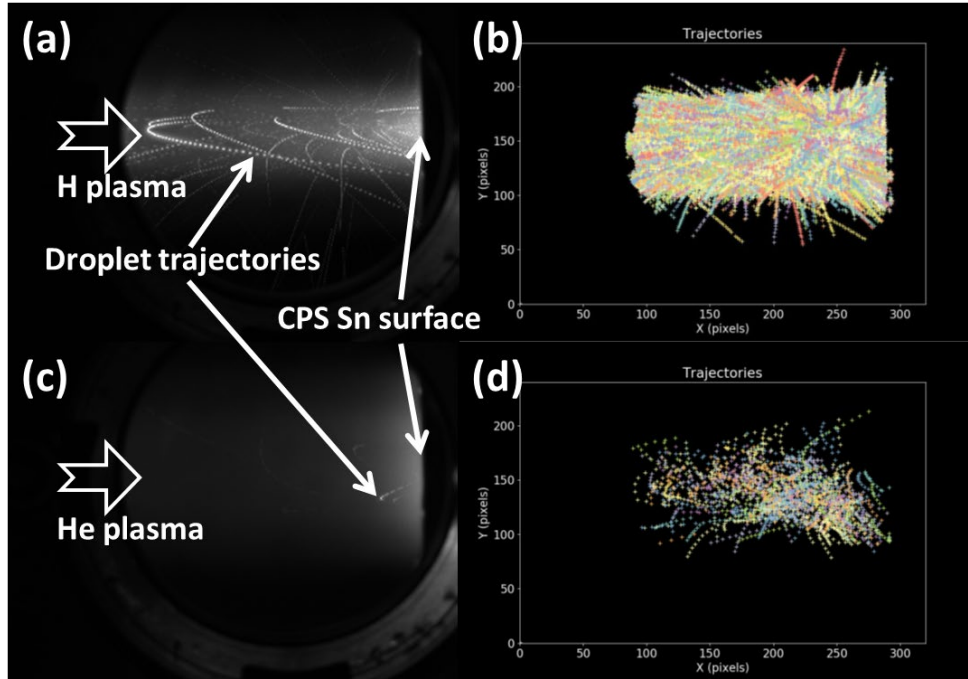 (a)
H plasma
Droplet trajectories
CPS Sn surface
(b)
Trajectories
Y (pixels)
200
150
100
50
0
0 50 100 150 200 250 300
X (pixels)
(c)
He plasma
(d)
Trajectories
Y (pixels)
200
150
100
50
0
0 50 100 150 200 250 300
X (pixels)